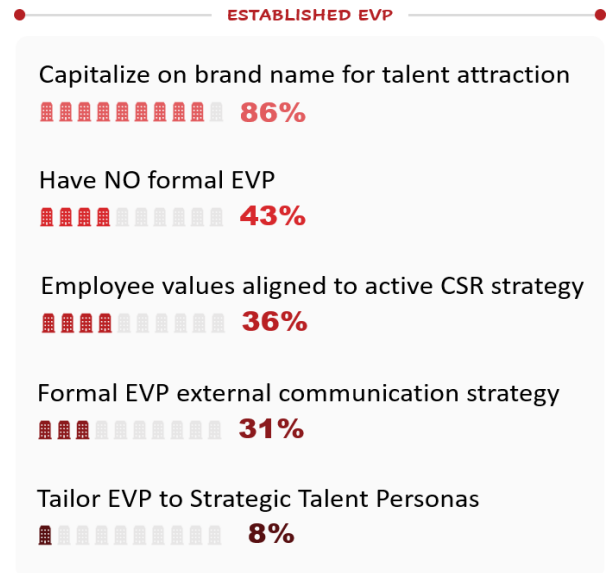 ESTABLISHED EVP
Capitalize on brand name for talent attraction
86%
Have NO formal EVP
43%
Employee values aligned to active CSR strategy
36%
Formal EVP external communication strategy
31%
Tailor EVP to Strategic Talent Personas
8%